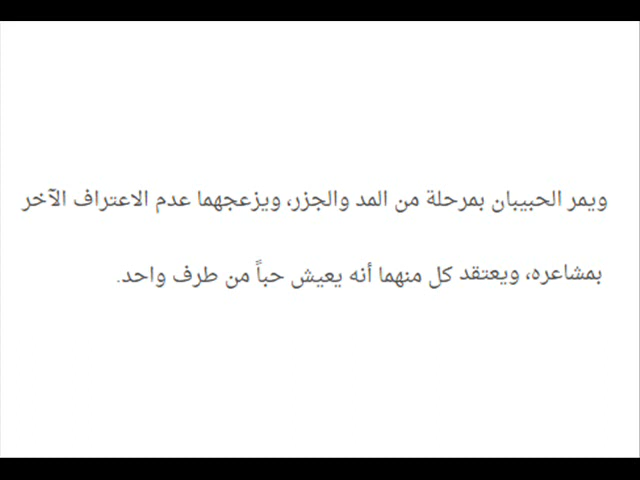 ويمر الحبيبان بمرحلة من المد والجزر، ويزعجهما عدم الاعتراف الآخر
بمشاعره، ويعتقد كل منهما أنه يعيش حباً من طرف واحد.